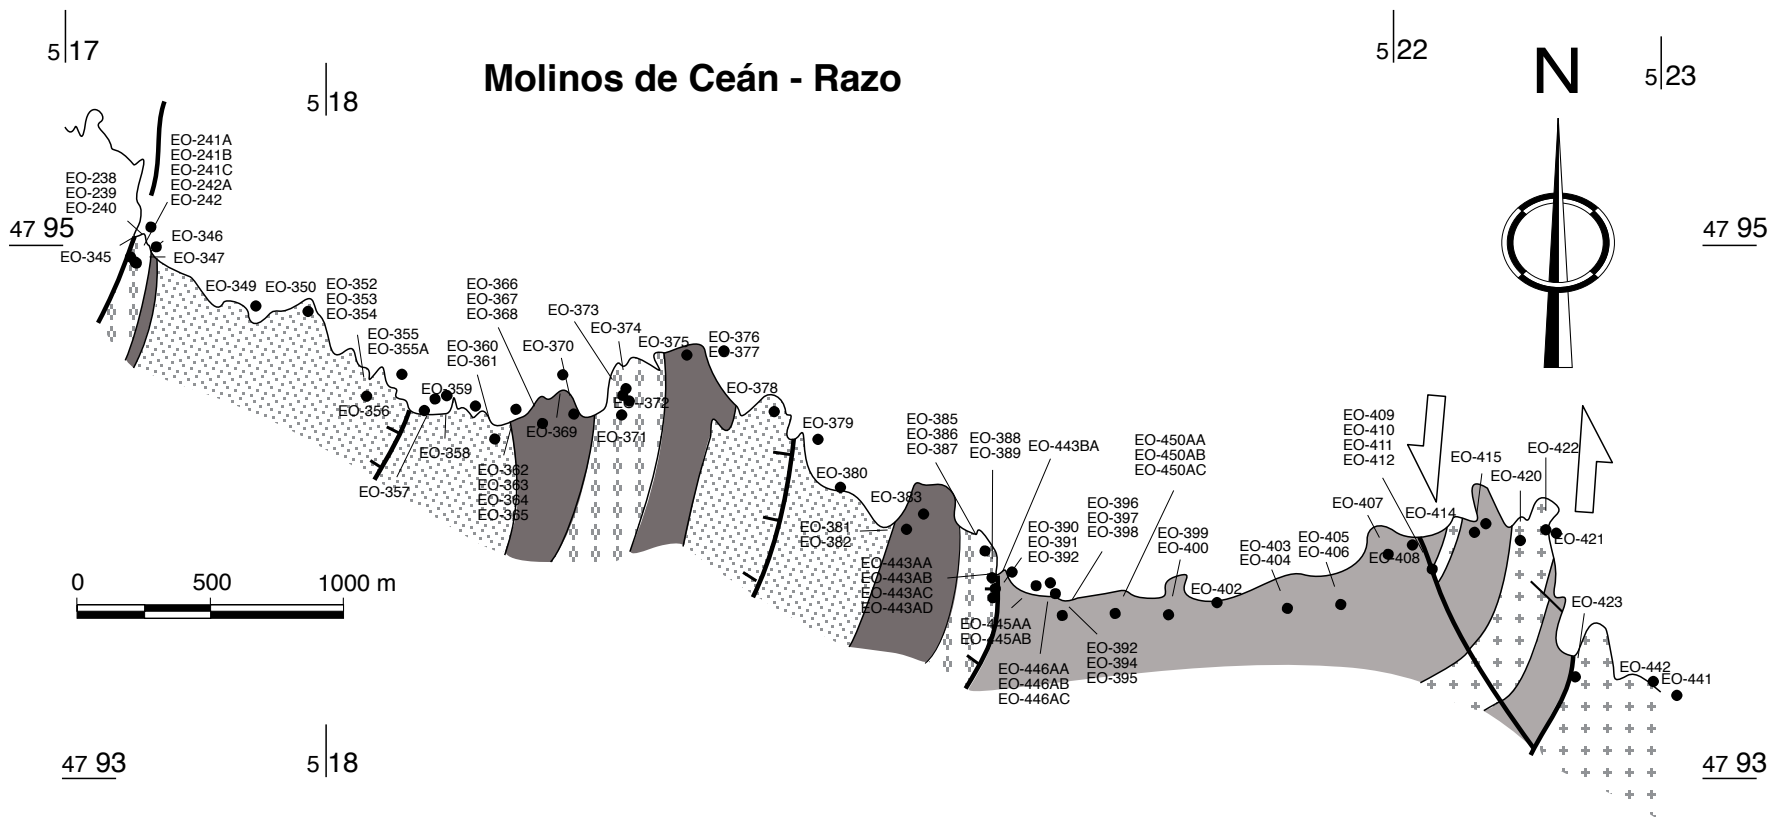 5 17
5 18
Molinos de Ceán - Razo
5 22
N
5 23
EO-241A
EO-241B
EO-241C
EO-242A
EO-242
EO-238
EO-239
EO-240
47 95
EO-345
EO-346
EO-347
47 95
EO-349
EO-350
EO-352
EO-353
EO-354
EO-355
EO-355A
EO-356
EO-357
EO-358
EO-359
EO-360
EO-361
EO-362
EO-363
EO-364
EO-365
EO-366
EO-367
EO-368
EO-369
EO-370
EO-371
EO-372
EO-373
EO-374
EO-375
EO-376
EO-377
EO-378
EO-379
EO-380
EO-381
EO-382
EO-383
EO-385
EO-386
EO-387
EO-388
EO-389
EO-443BA
EO-390
EO-391
EO-392
EO-443AA
EO-443AB
EO-443AC
EO-443AD
EO-445AA
EO-445AB
EO-446AA
EO-446AB
EO-446AC
EO-392
EO-394
EO-395
EO-396
EO-397
EO-398
EO-450AA
EO-450AB
EO-450AC
EO-399
EO-400
EO-402
EO-403
EO-404
EO-405
EO-406
EO-407
EO-408
EO-409
EO-410
EO-411
EO-412
EO-414
EO-415
EO-420
EO-422
EO-421
EO-423
EO-442
EO-441
0 500 1000 m
47 93
5 18
47 93